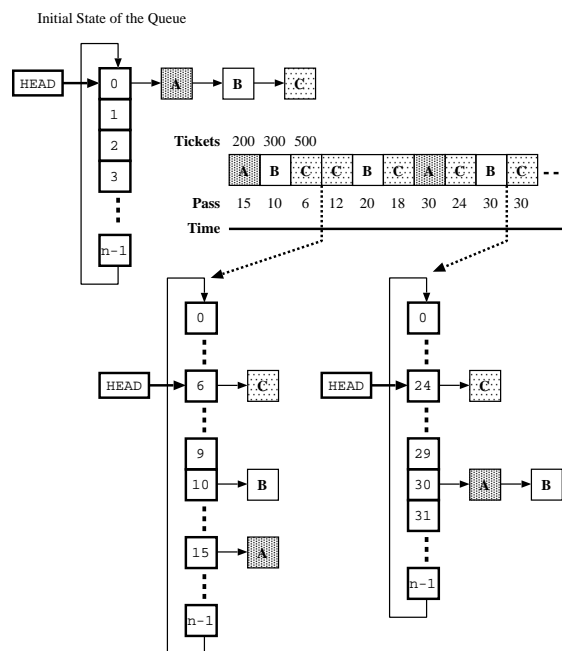 Initial State of the Queue
HEAD 0 A B C
1
2
3
n-1
Tickets 200 300 500
A B C C B C A C B C
Pass 15 10 6 12 20 18 30 24 30 30
Time
0
HEAD 6 C
9
10 B
15 A
n-1
0
HEAD 24 C
29
30 A B
31
n-1